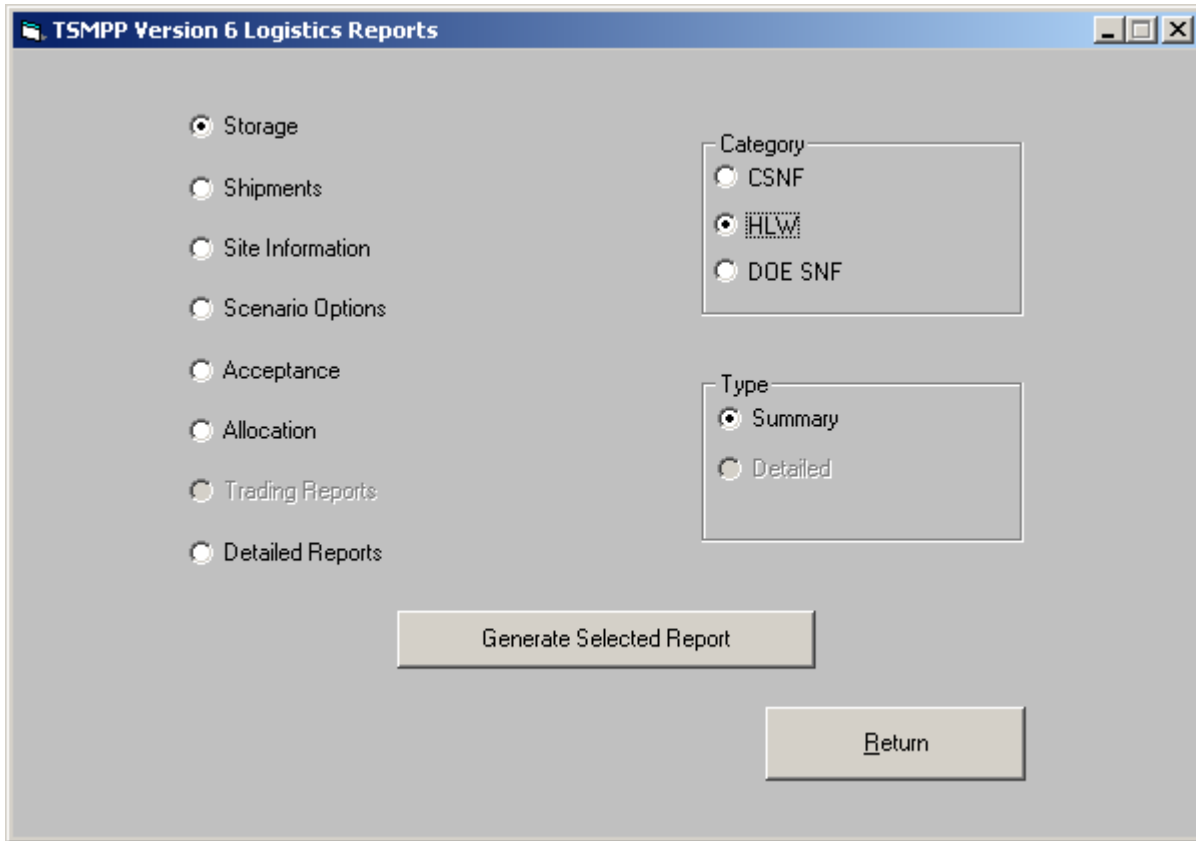 TSMPP Version 6 Logistics Reports
Storage
Shipments
Site Information
Scenario Options
Acceptance
Allocation
Trading Reports
Detailed Reports
Category
CSNF
HLW
DOE SNF
Type
Summary
Detailed
Generate Selected Report
Return